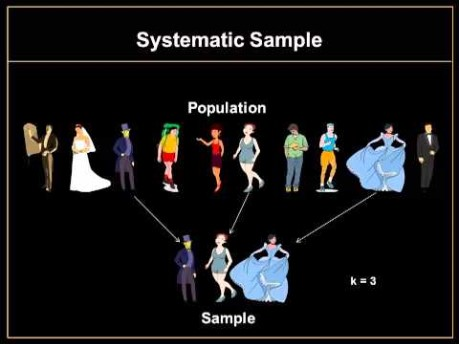 Systematic Sample
Population
k = 3
Sample